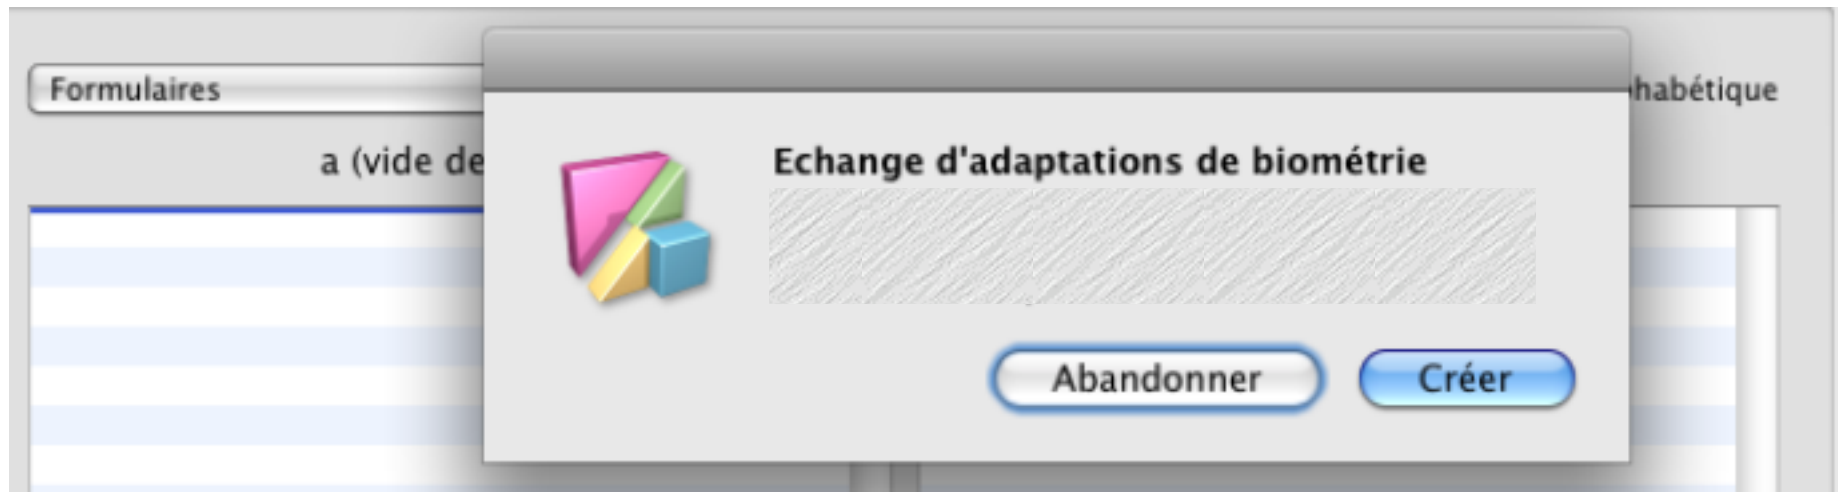 Formulaires
a (vide de
Echange d'adaptations de biométrie
Abandonner
Créer
habétique